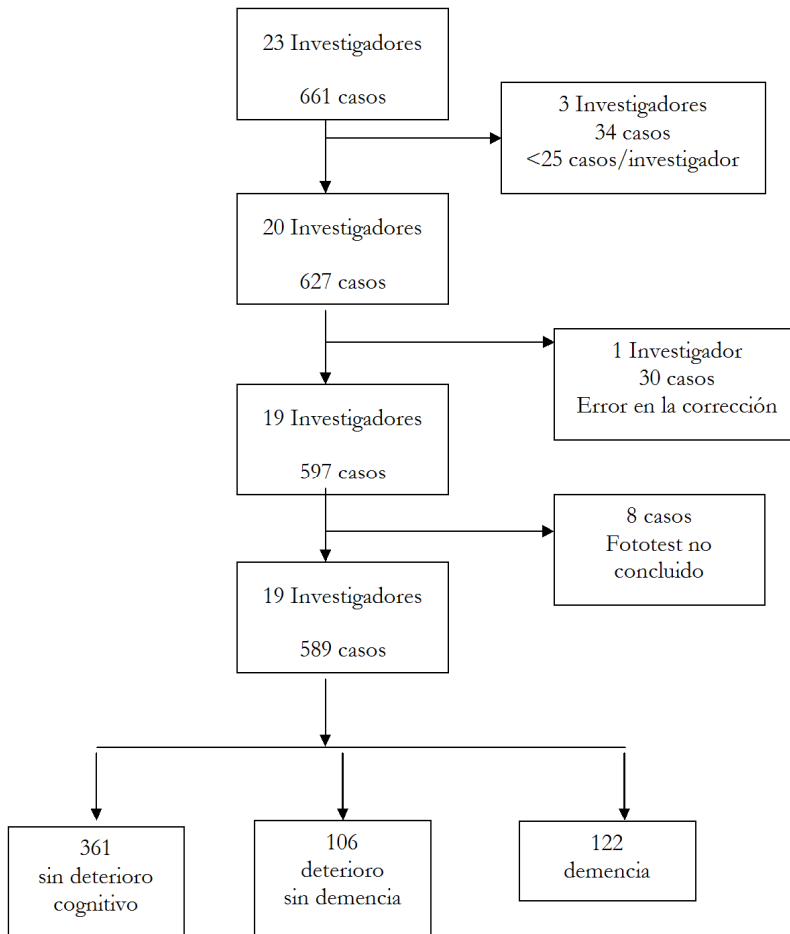 23 Investigadores
661 casos
3 Investigadores
34 casos
<25 casos/investigador
20 Investigadores
627 casos
1 Investigador
30 casos
Error en la corrección
19 Investigadores
597 casos
8 casos
Fototest no
concluido
19 Investigadores
589 casos
361
sin deterioro
cognitivo
106
deterioro
sin demencia
122
demencia